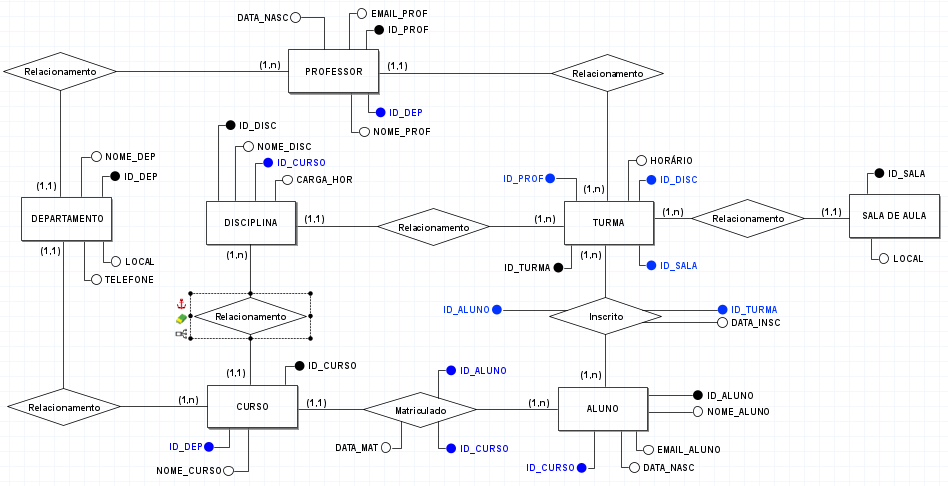 DATA_NASC
EMAIL_PROF
ID_PROF
Relacionamento
(1,n)
PROFESSOR
(1,1)
Relacionamento
ID_DEP
NOME_PROF
ID_DISC
NOME_DISC
ID_CURSO
CARGA_HOR
NOME_DEP
ID_DEP
(1,1)
DEPARTAMENTO
(1,1)
LOCAL
TELEFONE
DISCIPLINA
(1,1)
(1,n)
Relacionamento
(1,n)
HORÁRIO
ID_PROF
ID_DISC
(1,n)
TURMA
(1,n)
Relacionamento
(1,1)
ID_SALA
SALA DE AULA
LOCAL
ID_TURMA
ID_SALA
(1,n)
Relacionamento
ID_ALUNO
Inscrito
ID_TURMA
DATA_INSC
(1,1)
ID_CURSO
ID_ALUNO
(1,n)
Relacionamento
(1,n)
CURSO
(1,1)
Matriculado
(1,n)
ALUNO
ID_ALUNO
NOME_ALUNO
ID_DEP
NOME_CURSO
DATA_MAT
ID_CURSO
EMAIL_ALUNO
ID_CURSO
DATA_NASC